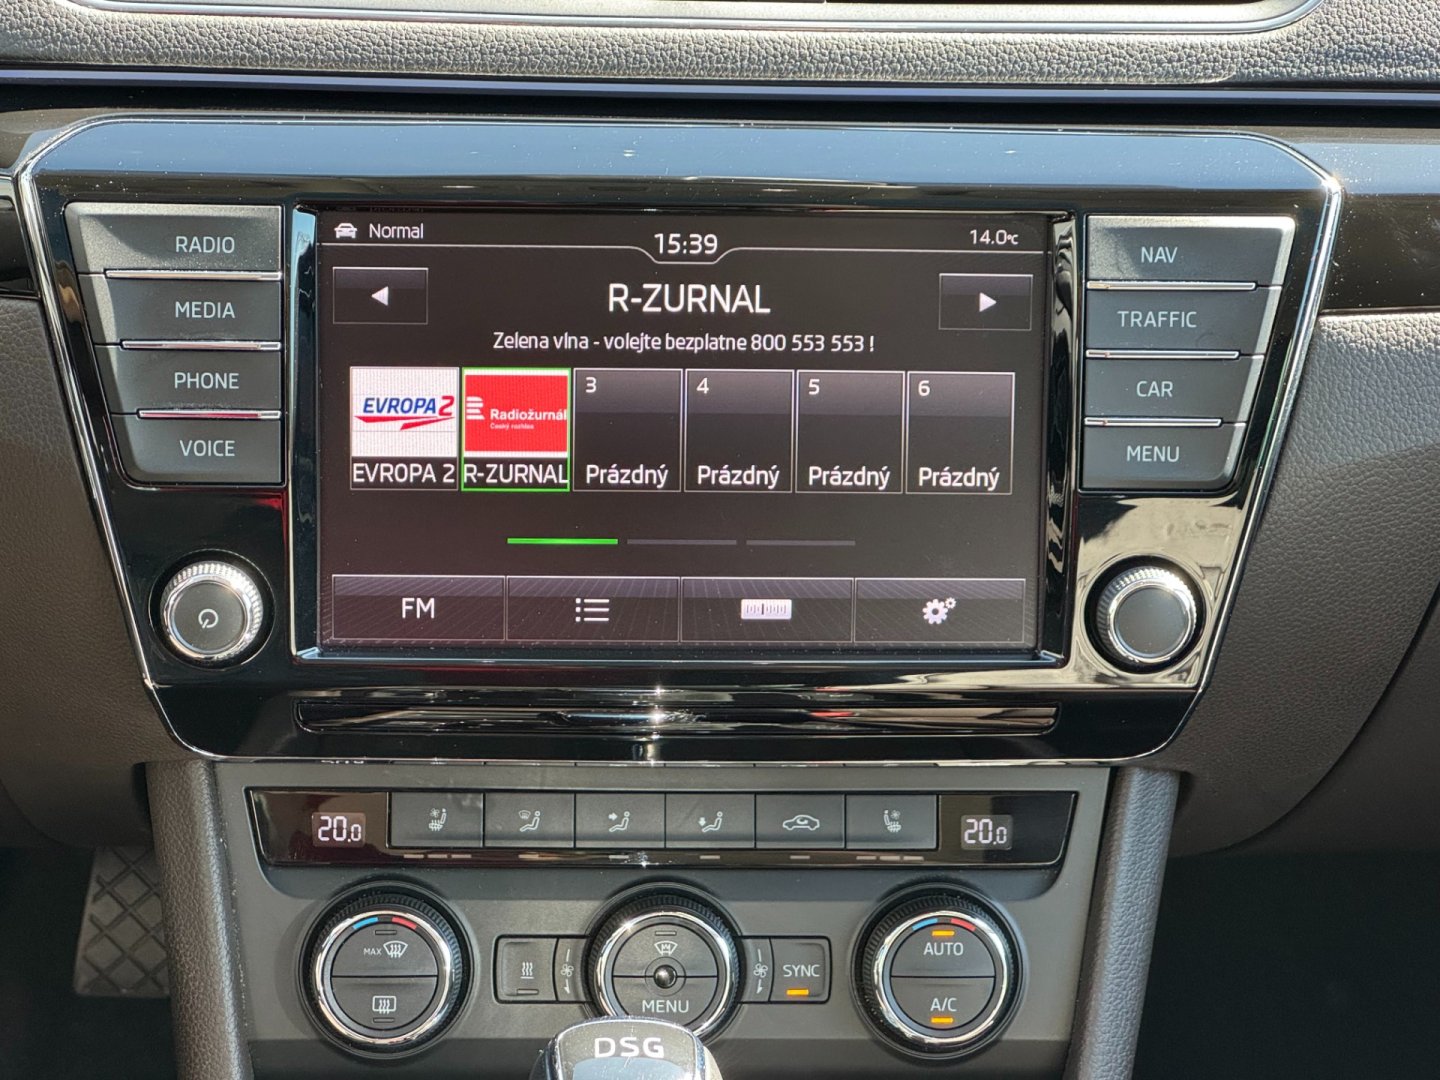 RADIO
MEDIA
PHONE
VOICE
Normal
15:39
14.0°C
R-ZURNAL
Zelena vlna - volejte bezplatne 800 553 553 !
EVROPA 2
Radiožurnál
Český rozhlas
3
4
5
6
EVROPA 2
R-ZURNAL
Prázdný
Prázdný
Prázdný
Prázdný
FM
NAV
TRAFFIC
CAR
MENU
20.0
20.0
MAX
MENU
SYNC
AUTO
A/C
DSG